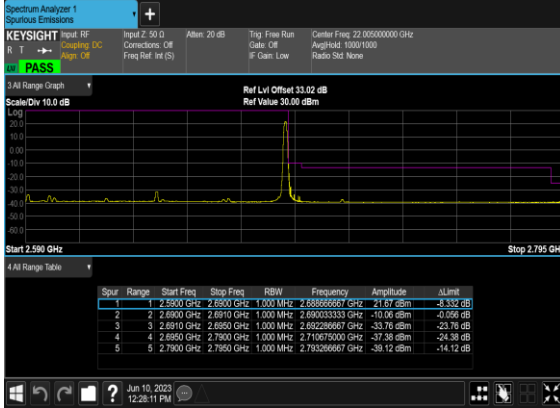 Spectrum Analyzer 1
Spurious Emissions
+
KEYSIGHT Input: RF
R T Coupling: DC
Align: Off
Input Z: 50 Ω
Corrections: Off
Freq Ref: Int (S)
Atten: 20 dB
Trig: Free Run
Gate: Off
IF Gain: Low
Center Freq: 22.005000000 GHz
Avg|Hold: 1000/1000
Radio Std: None
PASS
3 All Range Graph
Ref Lvl Offset 33.02 dB
Scale/Div 10.0 dB Ref Value 30.00 dBm
Log
20.0
10.0
0.00
-10.0
-20.0
-30.0
-40.0
-50.0
-60.0
Start 2.590 GHz Stop 2.795 GH
4 All Range Table
Spur Range Start Freq Stop Freq RBW Frequency Amplitude ΔLimit
1 1 2.5900 GHz 2.6900 GHz 1.000 MHz 2.688666667 GHz 21.67 dBm -8.332 dB
2 2 2.6900 GHz 2.6910 GHz 1.000 MHz 2.690033333 GHz -10.06 dBm -0.056 dB
3 3 2.6910 GHz 2.6950 GHz 1.000 MHz 2.692286667 GHz -33.76 dBm -23.76 dB
4 4 2.6950 GHz 2.7900 GHz 1.000 MHz 2.710675000 GHz -37.38 dBm -24.38 dB
5 5 2.7900 GHz 2.7950 GHz 1.000 MHz 2.793266667 GHz -39.12 dBm -14.12 dB
? Jun 10, 2023
12:28:11 PM